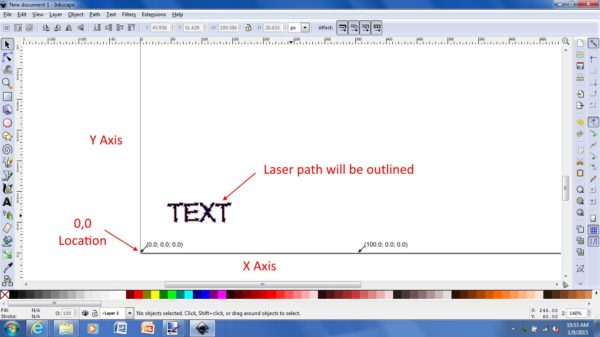 New document 1 - Inkscape
File Edit View Layer Object Path Text Filters Extensions Help
X: 45.938 Y: 51.429 W: 100.589 H: 28.633 px Affect:
Y Axis
Laser path will be outlined
TEXT
0,0
Location
(0.0; 0.0; 0.0)
(100.0; 0.0; 0.0)
X Axis
Fill: N/A
Stroke: N/A
O: 100
Layer 1
No objects selected. Click, Shift+click, or drag around objects to select.
X: 245.00
Y: 60.00
Z: 140%
10:53 AM
1/9/2015